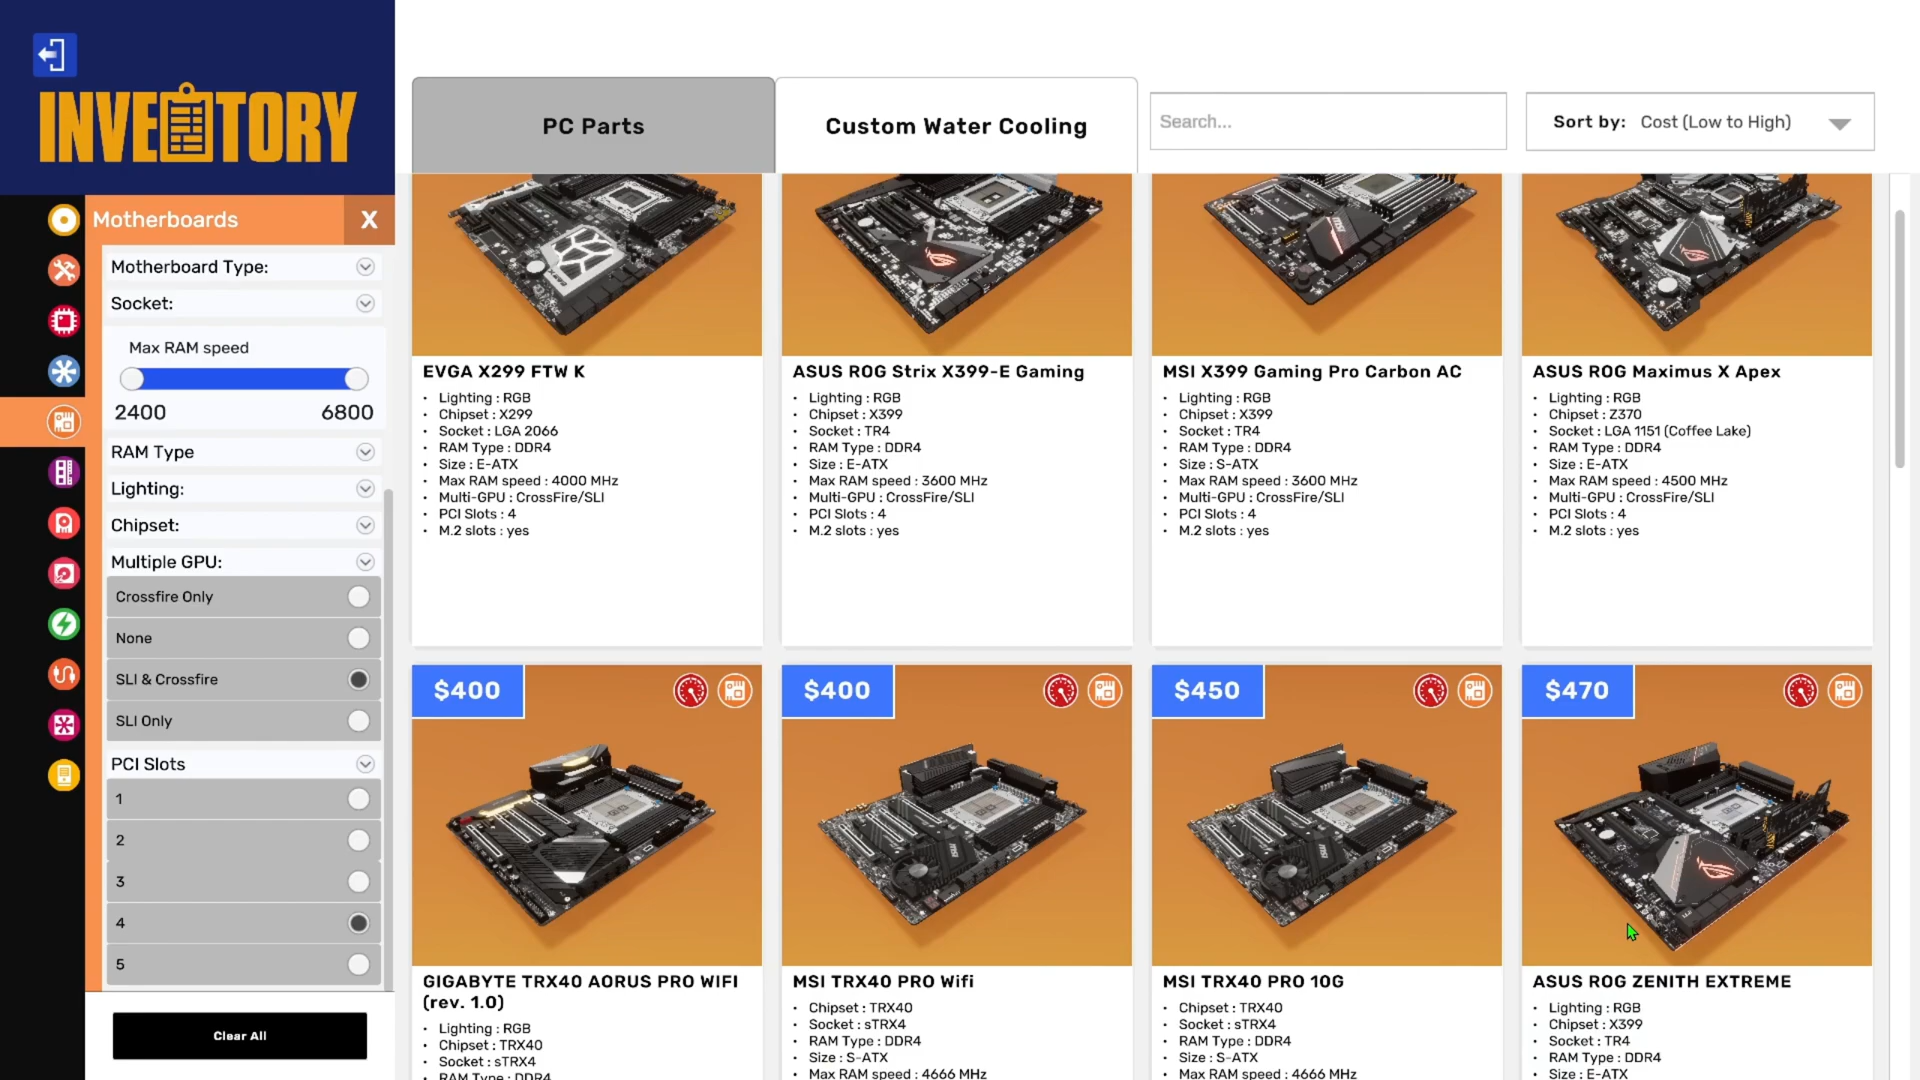 INVENTORY
PC Parts
Custom Water Cooling
Search...
Sort by: Cost (Low to High)
Motherboards X
Motherboard Type:
Socket:
Max RAM speed
2400 6800
RAM Type
Lighting:
Chipset:
Multiple GPU:
Crossfire Only
None
SLI & Crossfire
SLI Only
PCI Slots
1
2
3
4
5
Clear All
EVGA X299 FTW K
• Lighting : RGB
• Chipset : X299
• Socket : LGA 2066
• RAM Type : DDR4
• Size : E-ATX
• Max RAM speed : 4000 MHz
• Multi-GPU : CrossFire/SLI
• PCI Slots : 4
• M.2 slots : yes
ASUS ROG Strix X399-E Gaming
• Lighting : RGB
• Chipset : X399
• Socket : TR4
• RAM Type : DDR4
• Size : E-ATX
• Max RAM speed : 3600 MHz
• Multi-GPU : CrossFire/SLI
• PCI Slots : 4
• M.2 slots : yes
MSI X399 Gaming Pro Carbon AC
• Lighting : RGB
• Chipset : X399
• Socket : TR4
• RAM Type : DDR4
• Size : S-ATX
• Max RAM speed : 3600 MHz
• Multi-GPU : CrossFire/SLI
• PCI Slots : 4
• M.2 slots : yes
ASUS ROG Maximus X Apex
• Lighting : RGB
• Chipset : Z370
• Socket : LGA 1151 (Coffee Lake)
• RAM Type : DDR4
• Size : E-ATX
• Max RAM speed : 4500 MHz
• Multi-GPU : CrossFire/SLI
• PCI Slots : 4
• M.2 slots : yes
$400
GIGABYTE TRX40 AORUS PRO WIFI
(rev. 1.0)
• Lighting : RGB
• Chipset : TRX40
• Socket : sTRX4
• RAM Type : DDR4
$400
MSI TRX40 PRO Wifi
• Chipset : TRX40
• Socket : sTRX4
• RAM Type : DDR4
• Size : S-ATX
• Max RAM speed : 4666 MHz
$450
MSI TRX40 PRO 10G
• Chipset : TRX40
• Socket : sTRX4
• RAM Type : DDR4
• Size : S-ATX
• Max RAM speed : 4666 MHz
$470
ASUS ROG ZENITH EXTREME
• Lighting : RGB
• Chipset : X399
• Socket : TR4
• RAM Type : DDR4
• Size : E-ATX